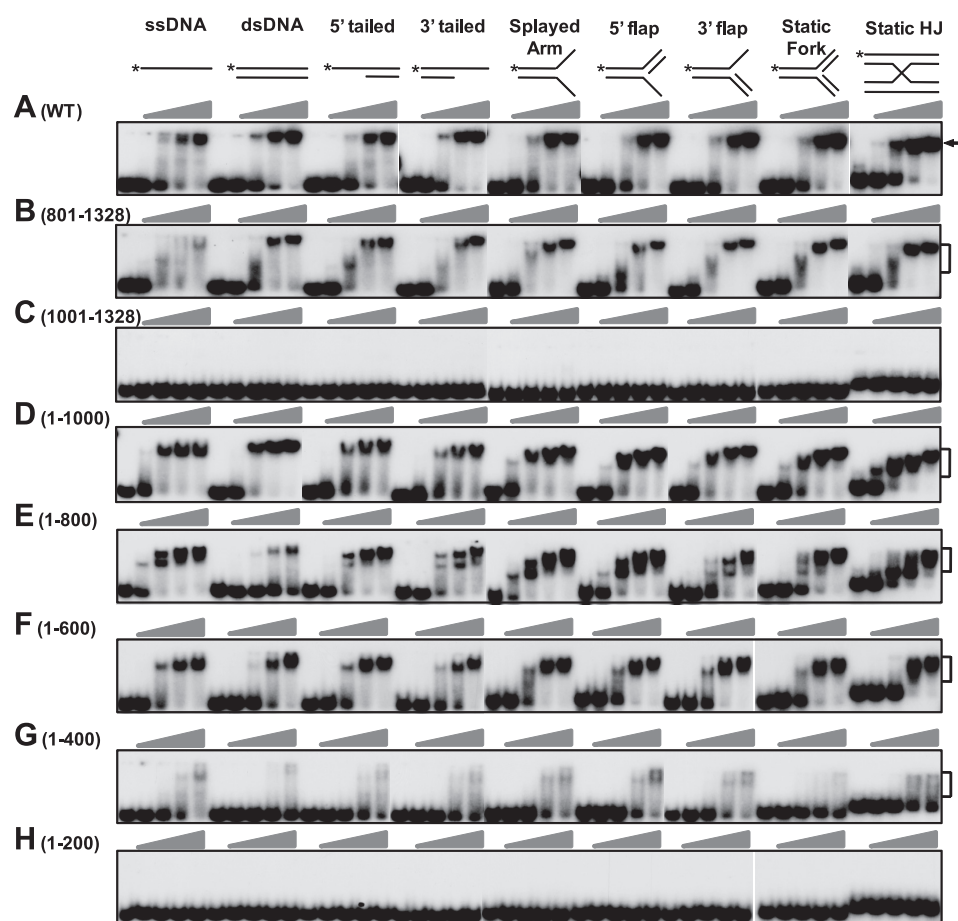 ssDNA dsDNA 5’ tailed 3’ tailed Splayed Arm 5’ flap 3’ flap Static Fork Static HJ
* * * * * * * * *
A (WT)
B (801-1328)
C (1001-1328)
D (1-1000)
E (1-800)
F (1-600)
G (1-400)
H (1-200)